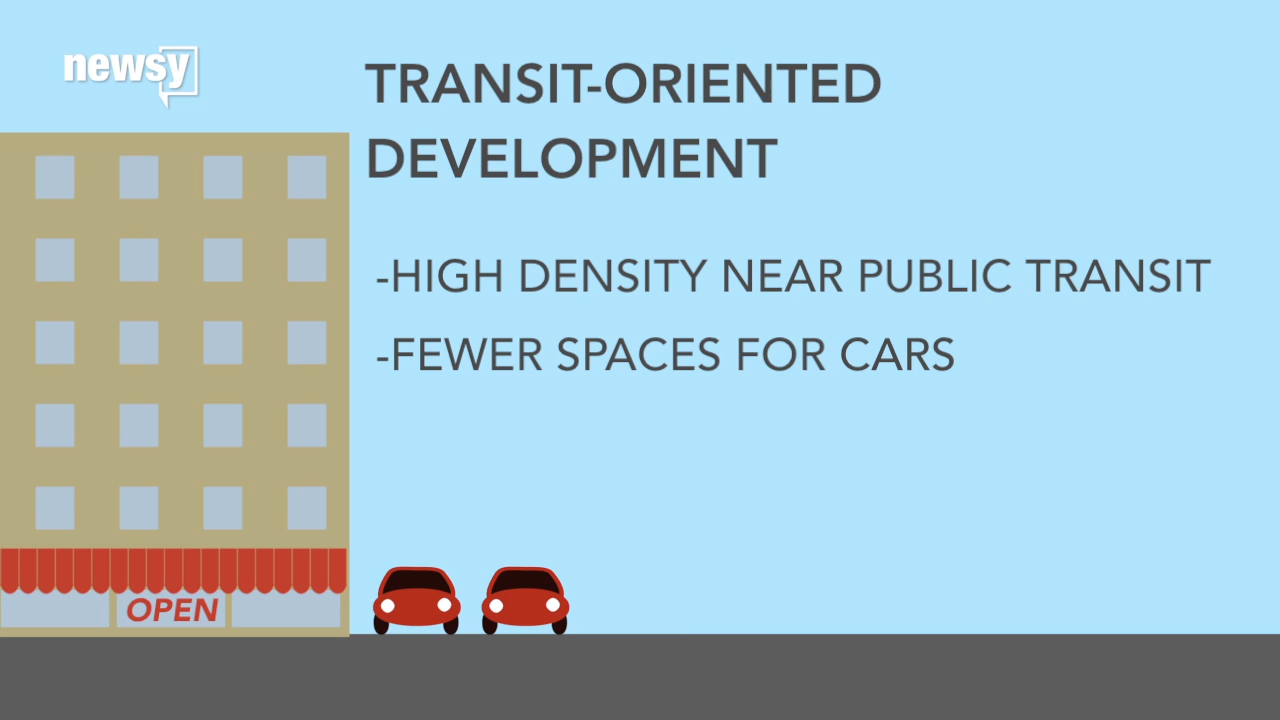 newsy
TRANSIT-ORIENTED
DEVELOPMENT
-HIGH DENSITY NEAR PUBLIC TRANSIT
-FEWER SPACES FOR CARS
OPEN